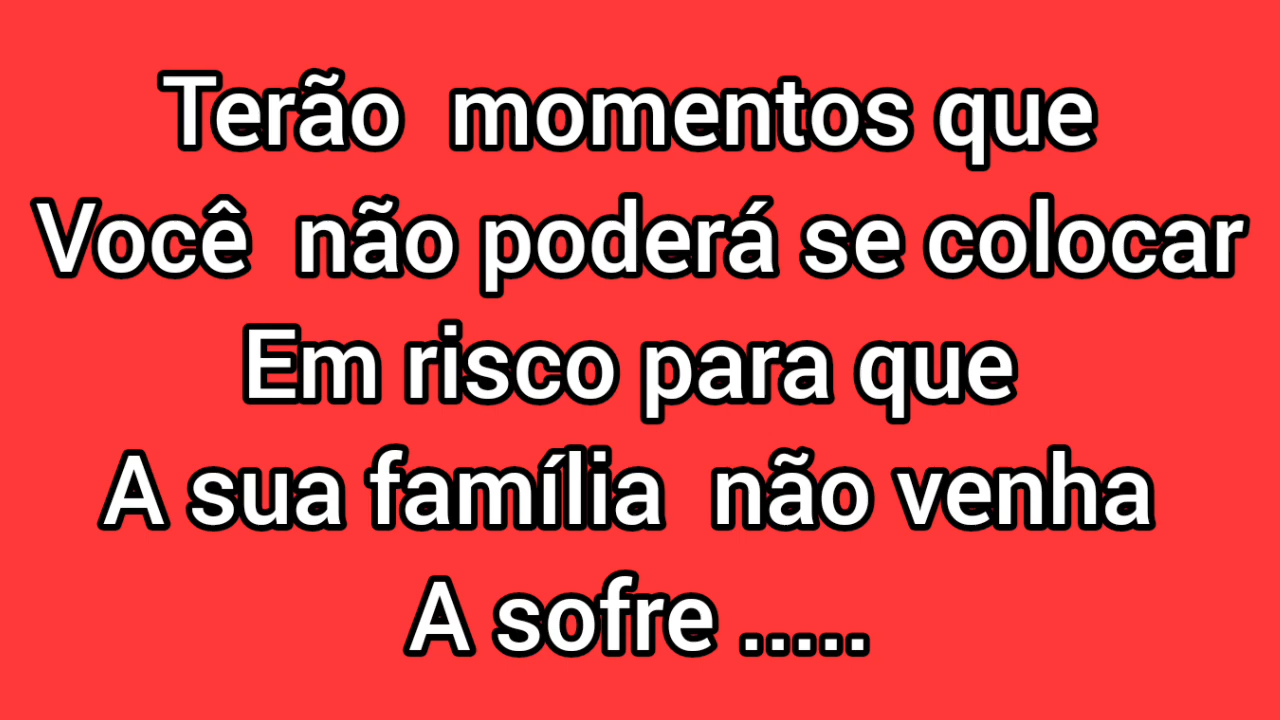 Terão momentos que
Você não poderá se colocar
Em risco para que
A sua família não venha
A sofre .....